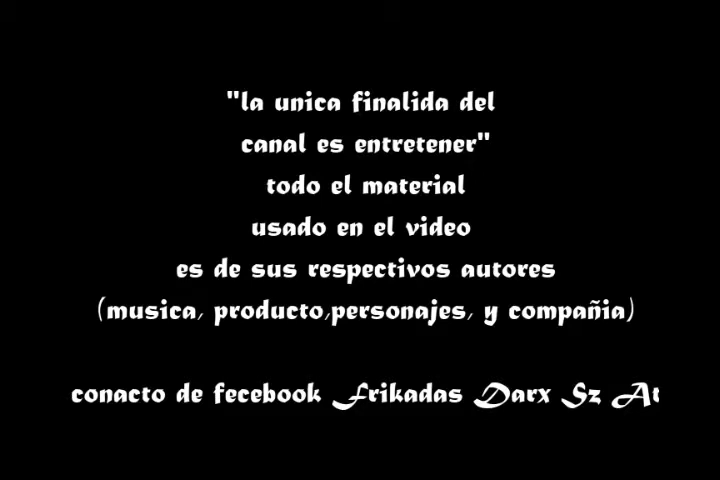 "la unica finalida del
canal es entretener"
todo el material
usado en el video
es de sus respectivos autores
(musica, producto,personajes, y compañia)
conacto de fecebook Frikadas Darx Sz At